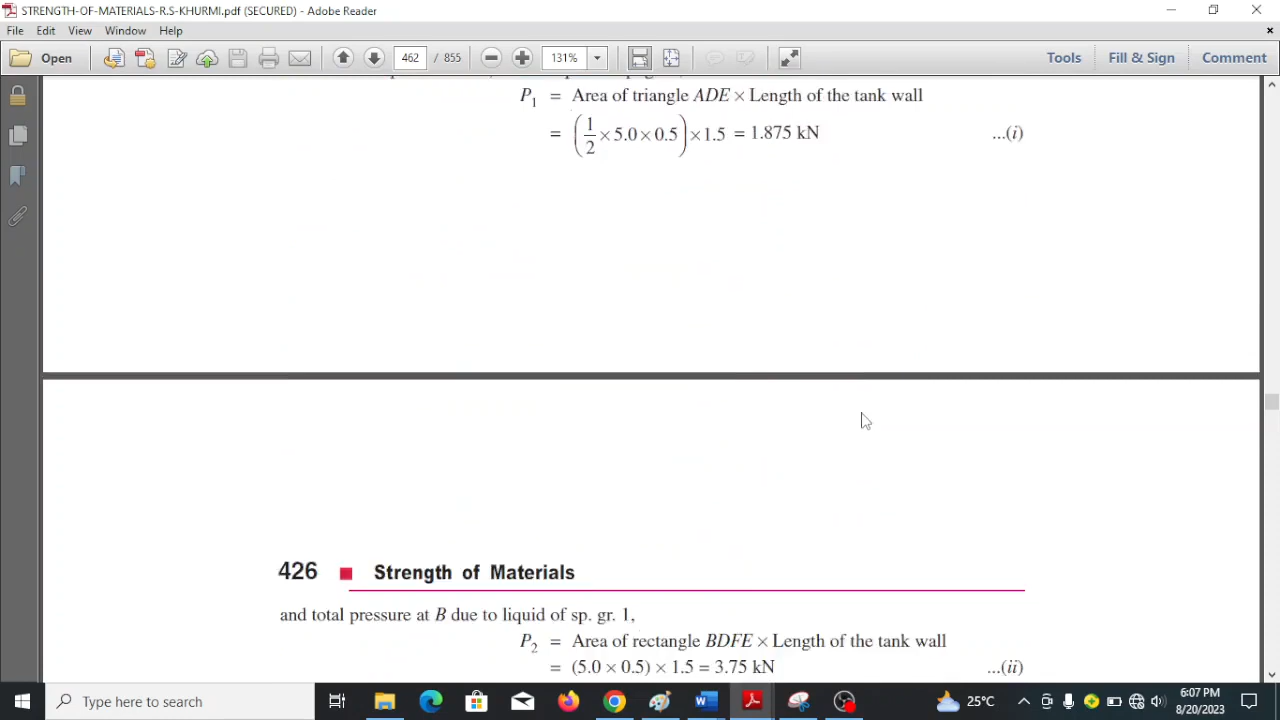 STRENGTH-OF-MATERIALS-R.S-KHURMI.pdf (SECURED) - Adobe Reader
File Edit View Window Help
Open 462 / 855 131% Tools Fill & Sign Comment
P1 = Area of triangle ADE × Length of the tank wall
= (1/2 × 5.0 × 0.5) × 1.5 = 1.875 kN ...(i)
426 ■ Strength of Materials
and total pressure at B due to liquid of sp. gr. 1,
P2 = Area of rectangle BDFE × Length of the tank wall
= (5.0 × 0.5) × 1.5 = 3.75 kN ...(ii)
Type here to search 25°C 6:07 PM
8/20/2023